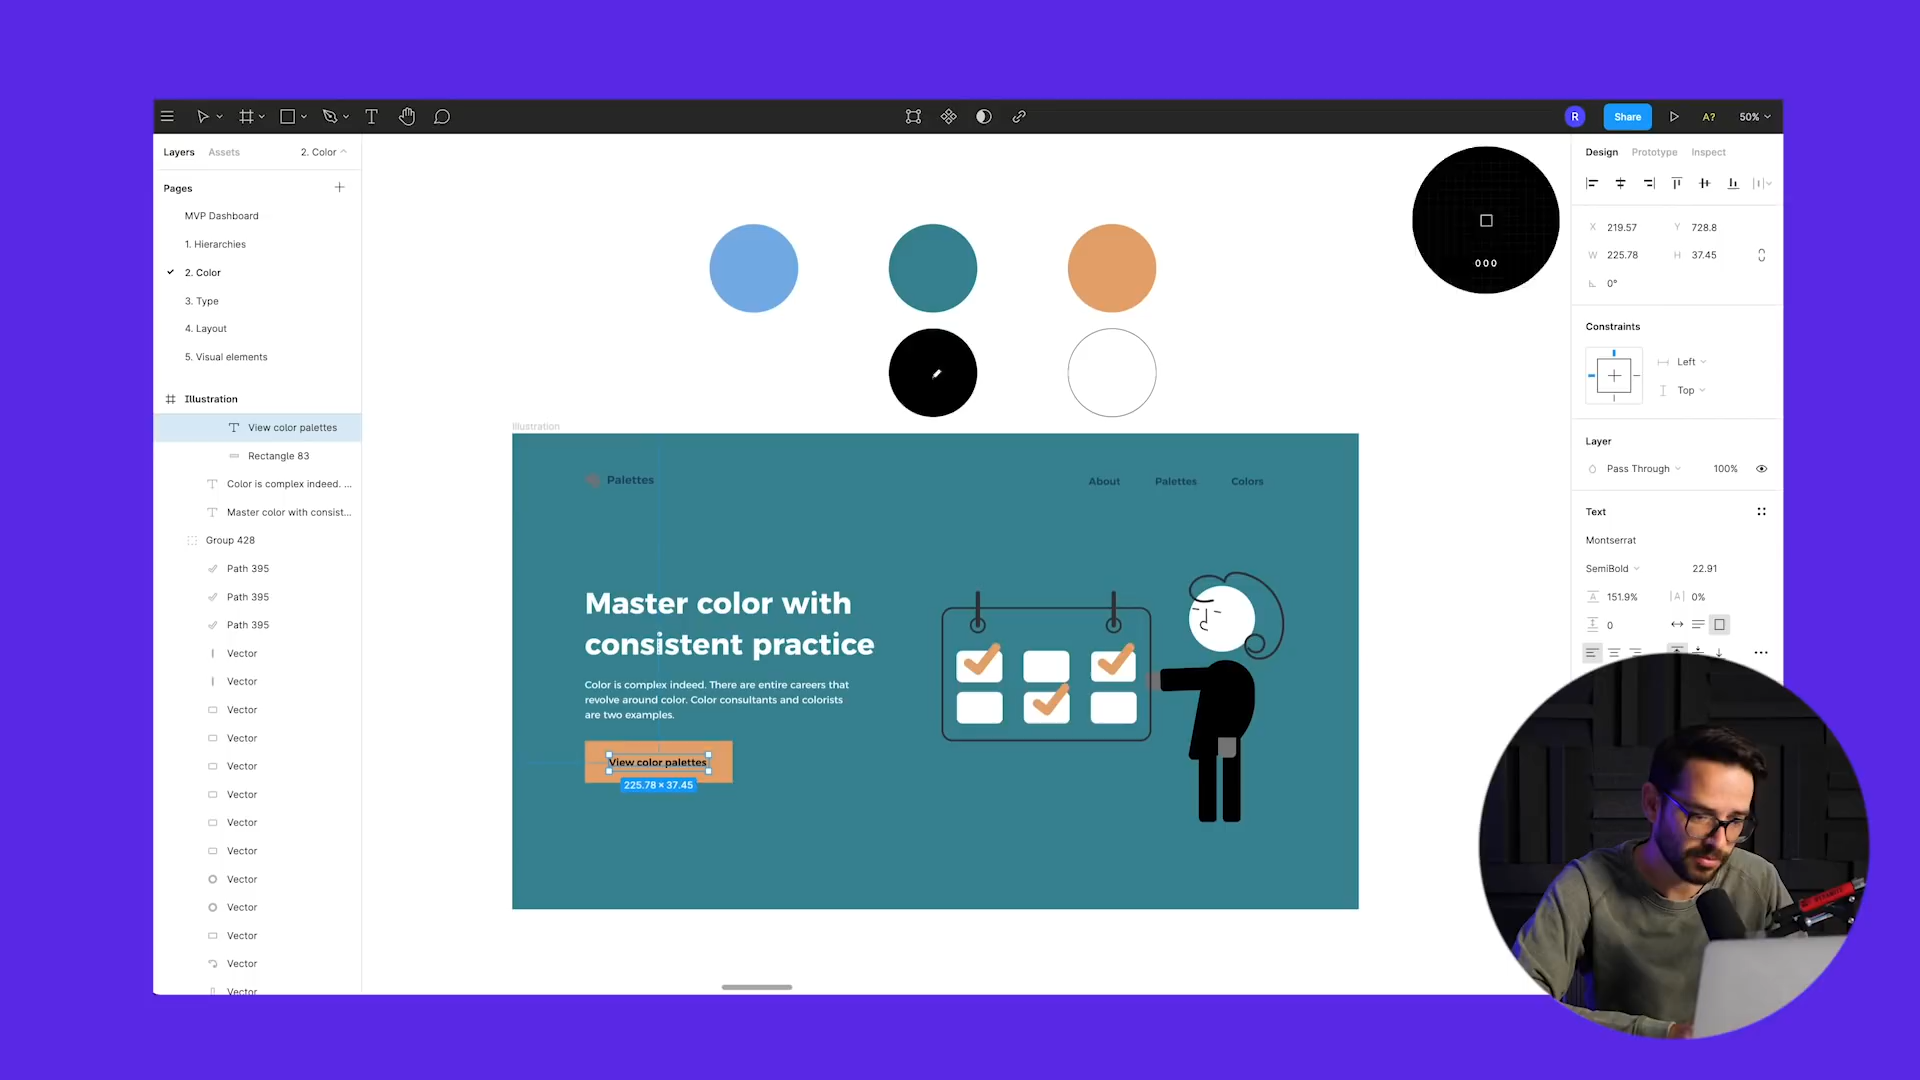 R
Share
A?
50%
Layers
Assets
2. Color
Pages
MVP Dashboard
1. Hierarchies
2. Color
3. Type
4. Layout
5. Visual elements
Illustration
View color palettes
Rectangle 83
Color is complex indeed. ...
Master color with consist...
Group 428
Path 395
Path 395
Path 395
Vector
Vector
Vector
Vector
Vector
Vector
Vector
Vector
Vector
Vector
Vector
Vector
Vector
0 0 0
Illustration
Palettes
About
Palettes
Colors
Master color with
consistent practice
Color is complex indeed. There are entire careers that
revolve around color. Color consultants and colorists
are two examples.
View color palettes
225.78 × 37.45
Design
Prototype
Inspect
X 219.57
Y 728.8
W 225.78
H 37.45
0°
Constraints
Left
Top
Layer
Pass Through
100%
Text
Montserrat
SemiBold
22.91
151.9%
0%
0